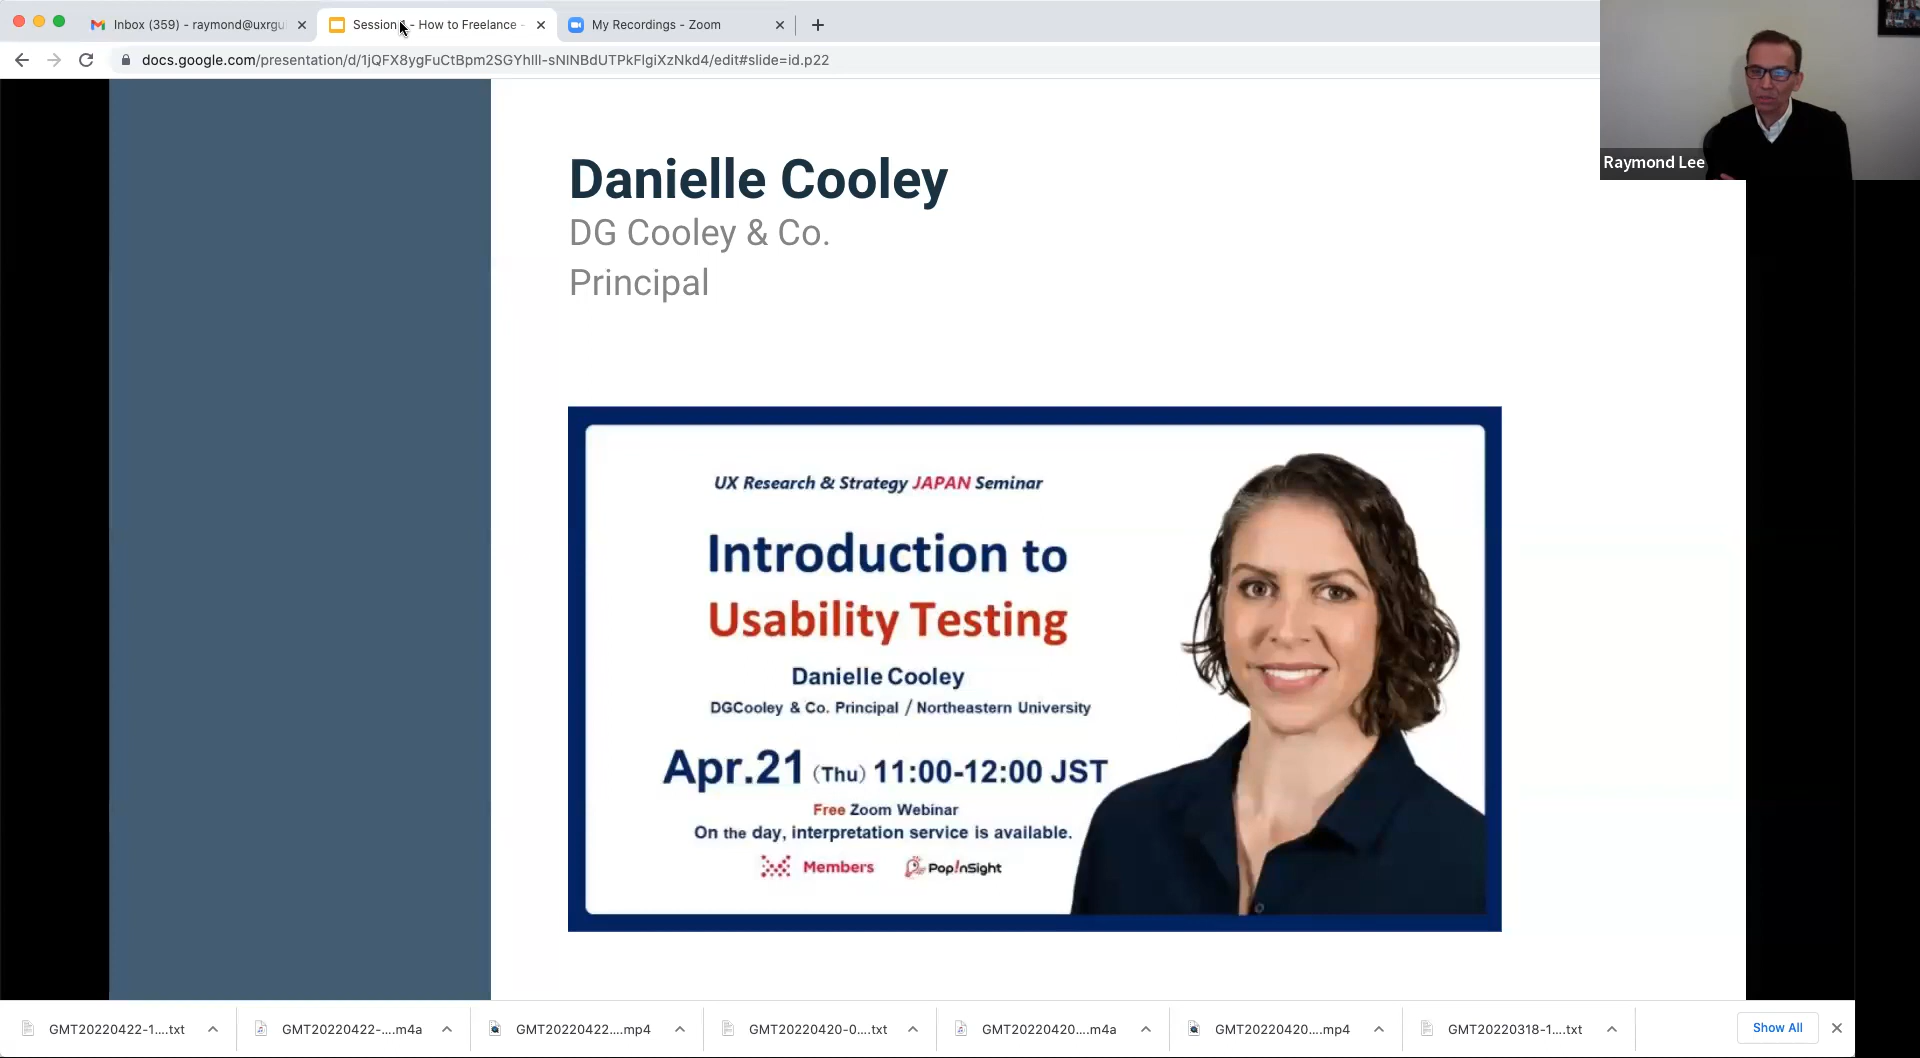 Inbox (359) - raymond@uxrgu
Session - How to Freelance -
My Recordings - Zoom
docs.google.com/presentation/d/1jQFX8ygFuCtBpm2SGYhlll-sNlNBdUTPkFlgiXzNkd4/edit#slide=id.p22
Raymond Lee
Danielle Cooley
DG Cooley & Co.
Principal
UX Research & Strategy JAPAN Seminar
Introduction to
Usability Testing
Danielle Cooley
DGCooley & Co. Principal / Northeastern University
Apr.21 (Thu) 11:00-12:00 JST
Free Zoom Webinar
On the day, interpretation service is available.
Members
Pop!nSight
GMT20220422-1....txt
GMT20220422-....m4a
GMT20220422....mp4
GMT20220420-0....txt
GMT20220420....m4a
GMT20220420....mp4
GMT20220318-1....txt
Show All